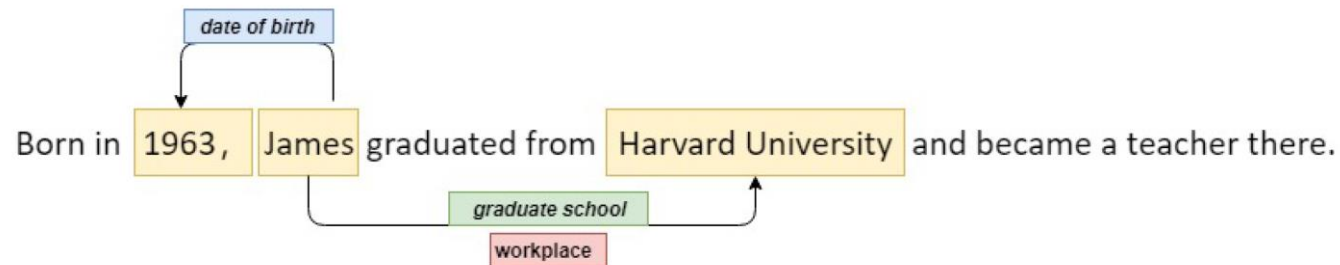 date of birth
Born in 1963, James graduated from Harvard University and became a teacher there.
graduate school
workplace